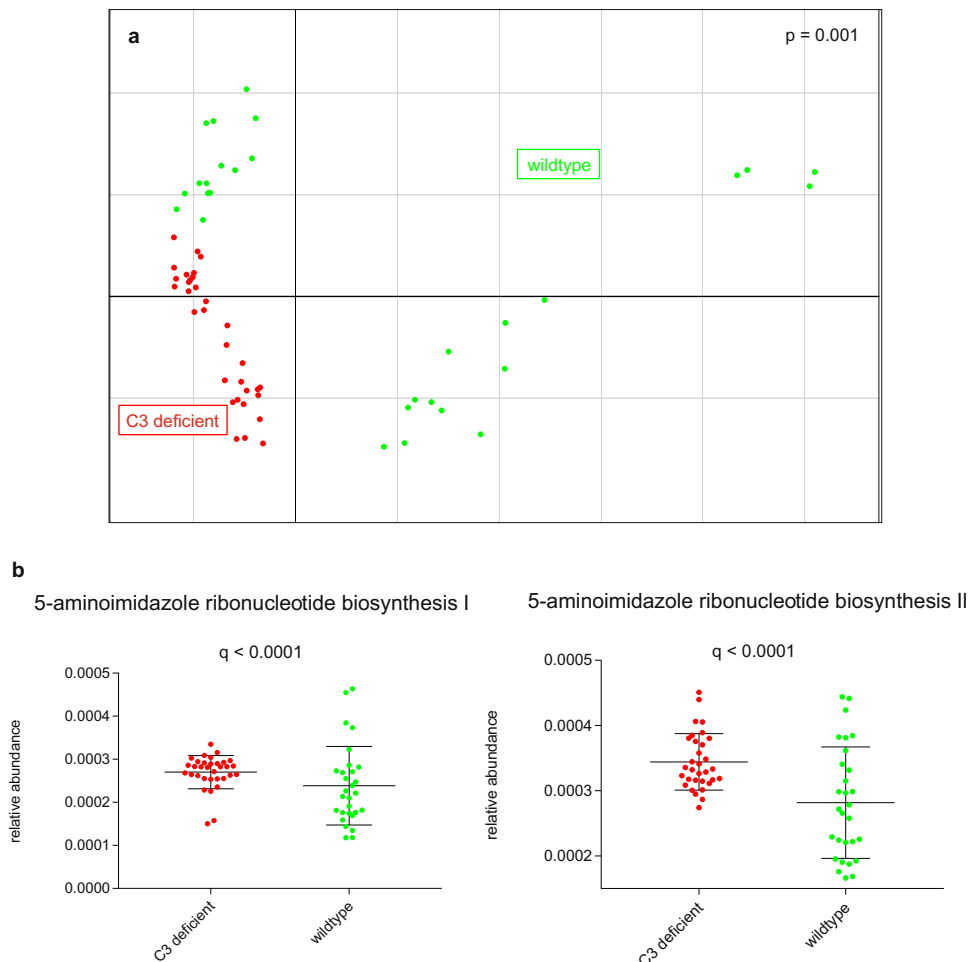 a
p = 0.001
wildtype
C3 deficient
b
5-aminoimidazole ribonucleotide biosynthesis I
q < 0.0001
0.0005
0.0004
0.0003
0.0002
0.0001
0.0000
relative abundance
C3 deficient
wildtype
5-aminoimidazole ribonucleotide biosynthesis II
q < 0.0001
0.0005
0.0004
0.0003
0.0002
relative abundance
C3 deficient
wildtype